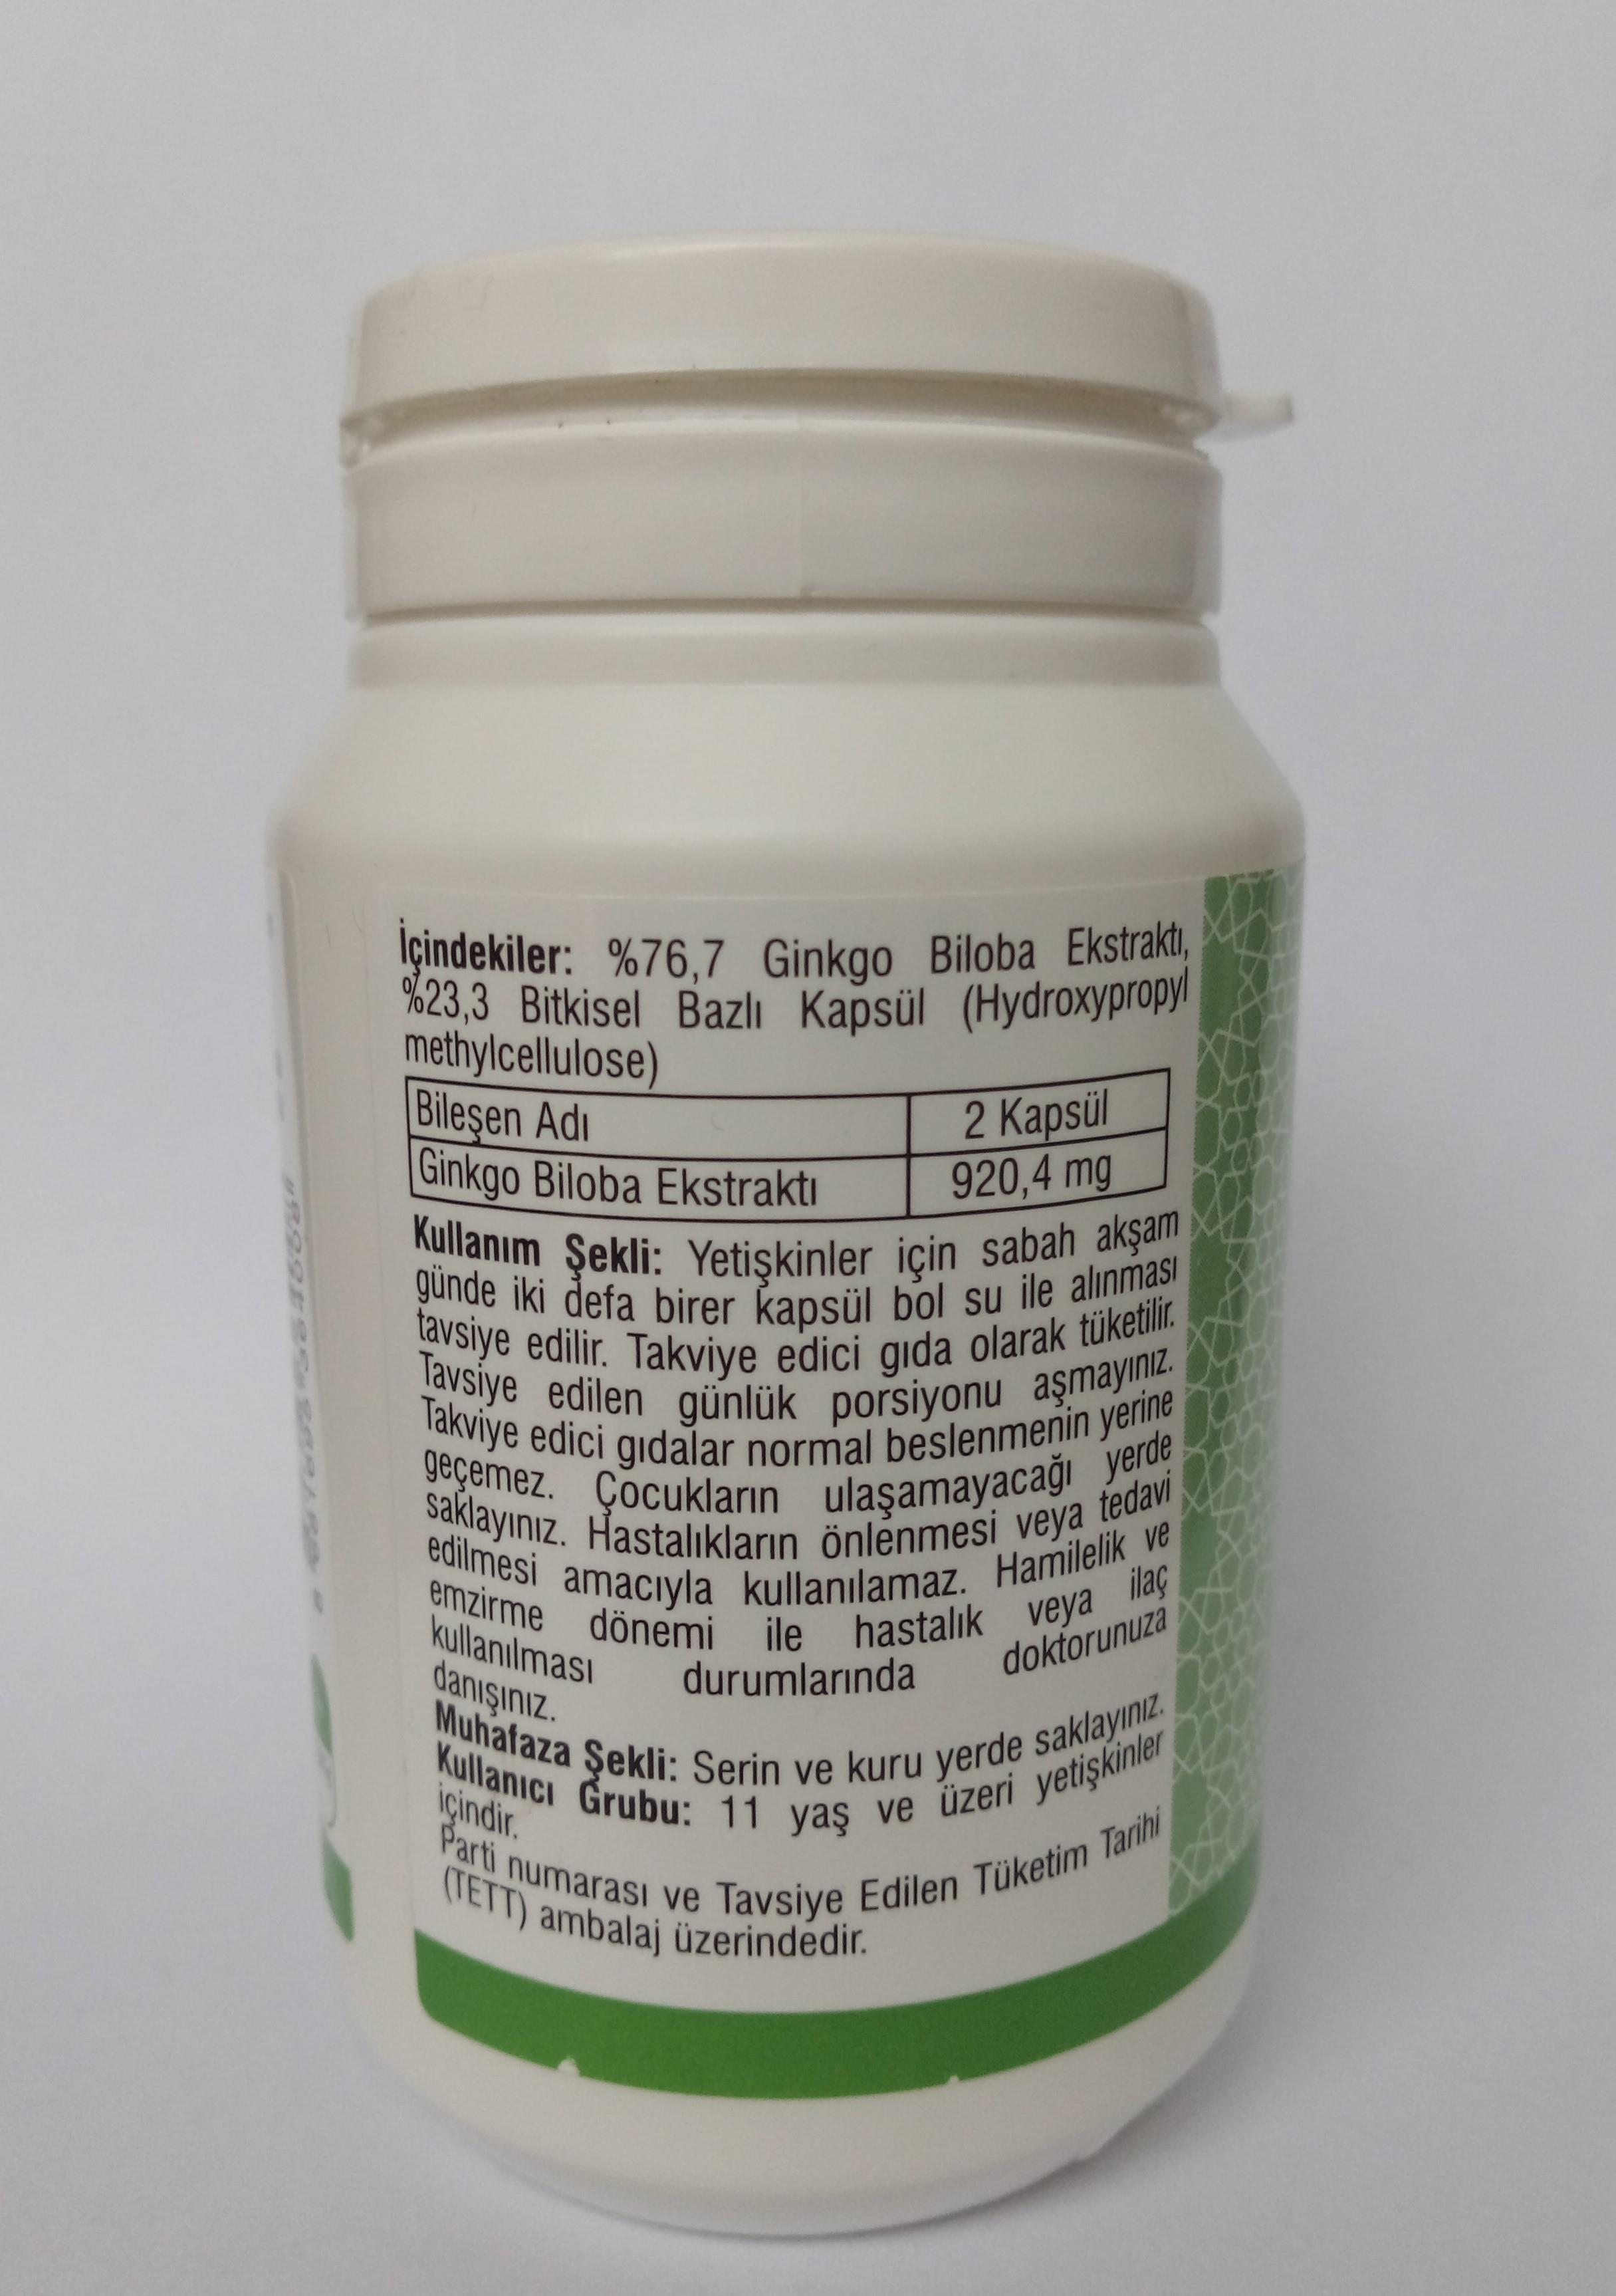 İçindekiler: %76,7 Ginkgo Biloba Ekstraktı,
%23,3 Bitkisel Bazlı Kapsül (Hydroxypropyl
methylcellulose)
Bileşen Adı 2 Kapsül
Ginkgo Biloba Ekstraktı 920,4 mg
Kullanım Şekli: Yetişkinler için sabah akşam
günde iki defa birer kapsül bol su ile alınması
tavsiye edilir. Takviye edici gıda olarak tüketilir.
Tavsiye edilen günlük porsiyonu aşmayınız.
Takviye edici gıdalar normal beslenmenin yerine
geçemez. Çocukların ulaşamayacağı yerde
saklayınız. Hastalıkların önlenmesi veya tedavi
edilmesi amacıyla kullanılamaz. Hamilelik ve
emzirme dönemi ile hastalık veya ilaç
kullanılması durumlarında doktorunuza
danışınız.
Muhafaza Şekli: Serin ve kuru yerde saklayınız.
Kullanıcı Grubu: 11 yaş ve üzeri yetişkinler
içindir.
Parti numarası ve Tavsiye Edilen Tüketim Tarihi
(TETT) ambalaj üzerindedir.